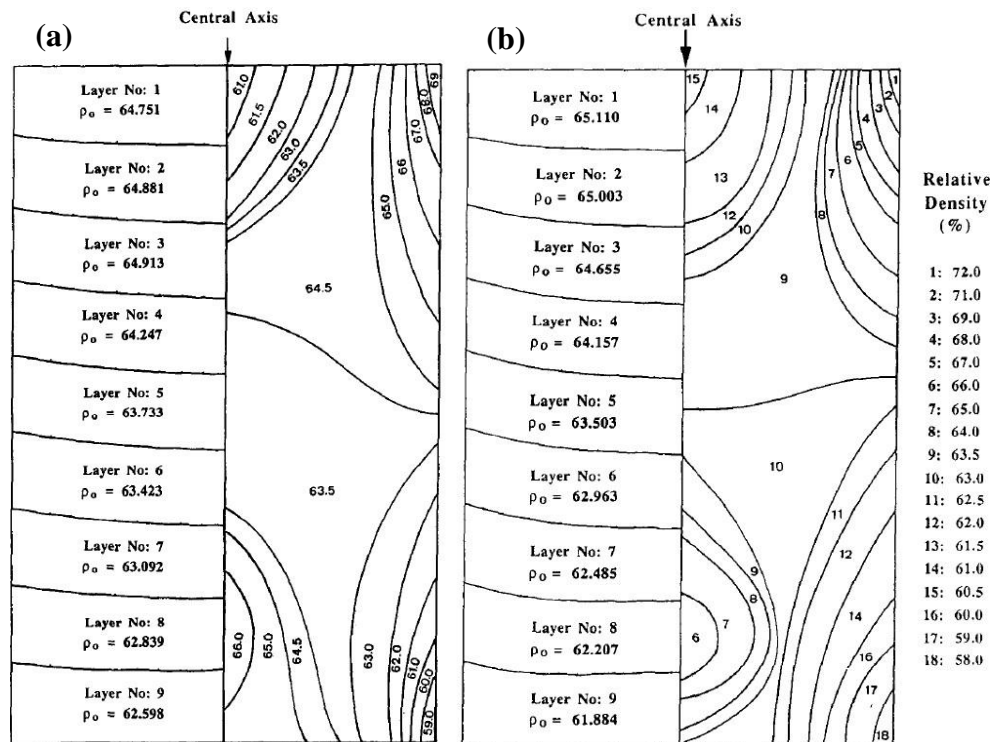 Central Axis
(a)
Layer No: 1
ρₒ = 64.751
Layer No: 2
ρₒ = 64.881
Layer No: 3
ρₒ = 64.913
Layer No: 4
ρₒ = 64.247
Layer No: 5
ρₒ = 63.733
Layer No: 6
ρₒ = 63.423
Layer No: 7
ρₒ = 63.092
Layer No: 8
ρₒ = 62.839
Layer No: 9
ρₒ = 62.598
61.0
61.5
62.0
63.0
63.5
69
68.0
67.0
66
65.0
64.5
63.5
66.0
65.0
64.5
63.0
62.0
61.0
60.0
59.0
Central Axis
(b)
Layer No: 1
ρₒ = 65.110
Layer No: 2
ρₒ = 65.003
Layer No: 3
ρₒ = 64.655
Layer No: 4
ρₒ = 64.157
Layer No: 5
ρₒ = 63.503
Layer No: 6
ρₒ = 62.963
Layer No: 7
ρₒ = 62.485
Layer No: 8
ρₒ = 62.207
Layer No: 9
ρₒ = 61.884
15
14
13
12
10
1
2
3
4
5
6
7
8
9
10
11
12
9
8
7
6
14
16
17
18
Relative
Density
(%)
1: 72.0
2: 71.0
3: 69.0
4: 68.0
5: 67.0
6: 66.0
7: 65.0
8: 64.0
9: 63.5
10: 63.0
11: 62.5
12: 62.0
13: 61.5
14: 61.0
15: 60.5
16: 60.0
17: 59.0
18: 58.0